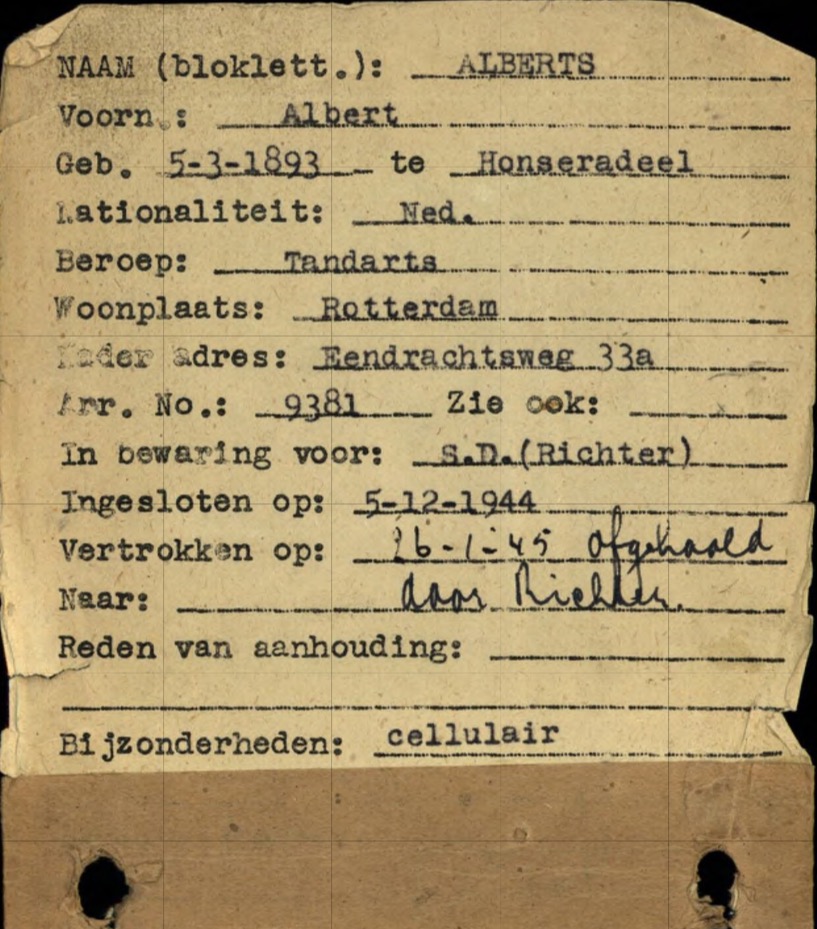 NAAM (bloklett.): ALBERTS
Voorn.: Albert
Geb. 5-3-1893 te Honseradeel
Nationaliteit: Ned.
Beroep: Tandarts
Woonplaats: Rotterdam
Nader adres: Eendrachtsweg 33a
Arr. No.: 9381 Zie ook:
In bewaring voor: S.D.(Richter)
Ingesloten op: 5-12-1944
Vertrokken op: 26-1-45 afgehaald
Naar: door Richter.
Reden van aanhouding:
Bijzonderheden: cellulair